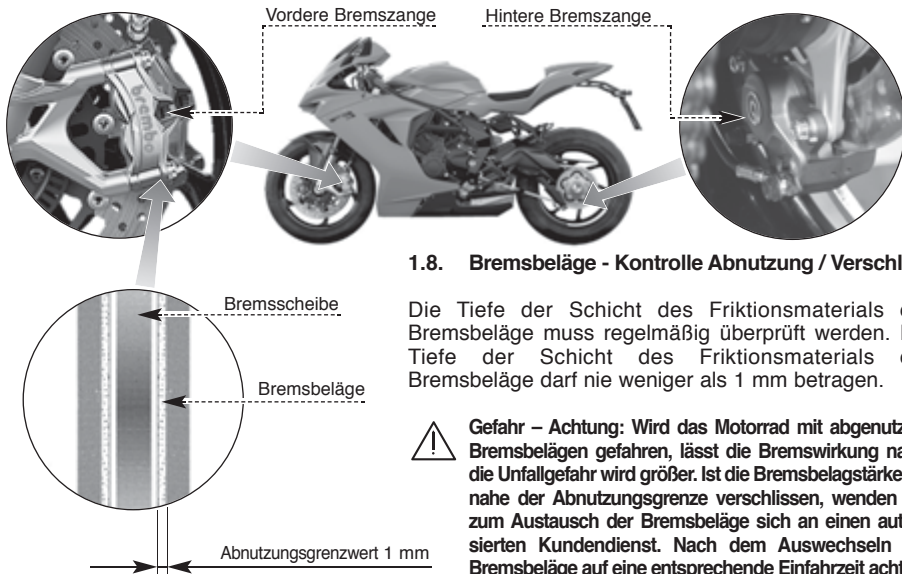 Vordere Bremszange
Hintere Bremszange
brembo
1.8. Bremsbeläge - Kontrolle Abnutzung / Verschl
Die Tiefe der Schicht des Friktionsmaterials
Bremsbeläge muss regelmäßig überprüft werden.
Tiefe der Schicht des Friktionsmaterials
Bremsbeläge darf nie weniger als 1 mm betragen.
Gefahr – Achtung: Wird das Motorrad mit abgenutz
Bremsbelägen gefahren, lässt die Bremswirkung na
die Unfallgefahr wird größer. Ist die Bremsbelagstärke
nahe der Abnutzungsgrenze verschlissen, wenden
zum Austausch der Bremsbeläge sich an einen aut
sierten Kundendienst. Nach dem Auswechseln
Bremsbeläge auf eine entsprechende Einfahrzeit acht
Bremsscheibe
Bremsbeläge
Abnutzungsgrenzwert 1 mm